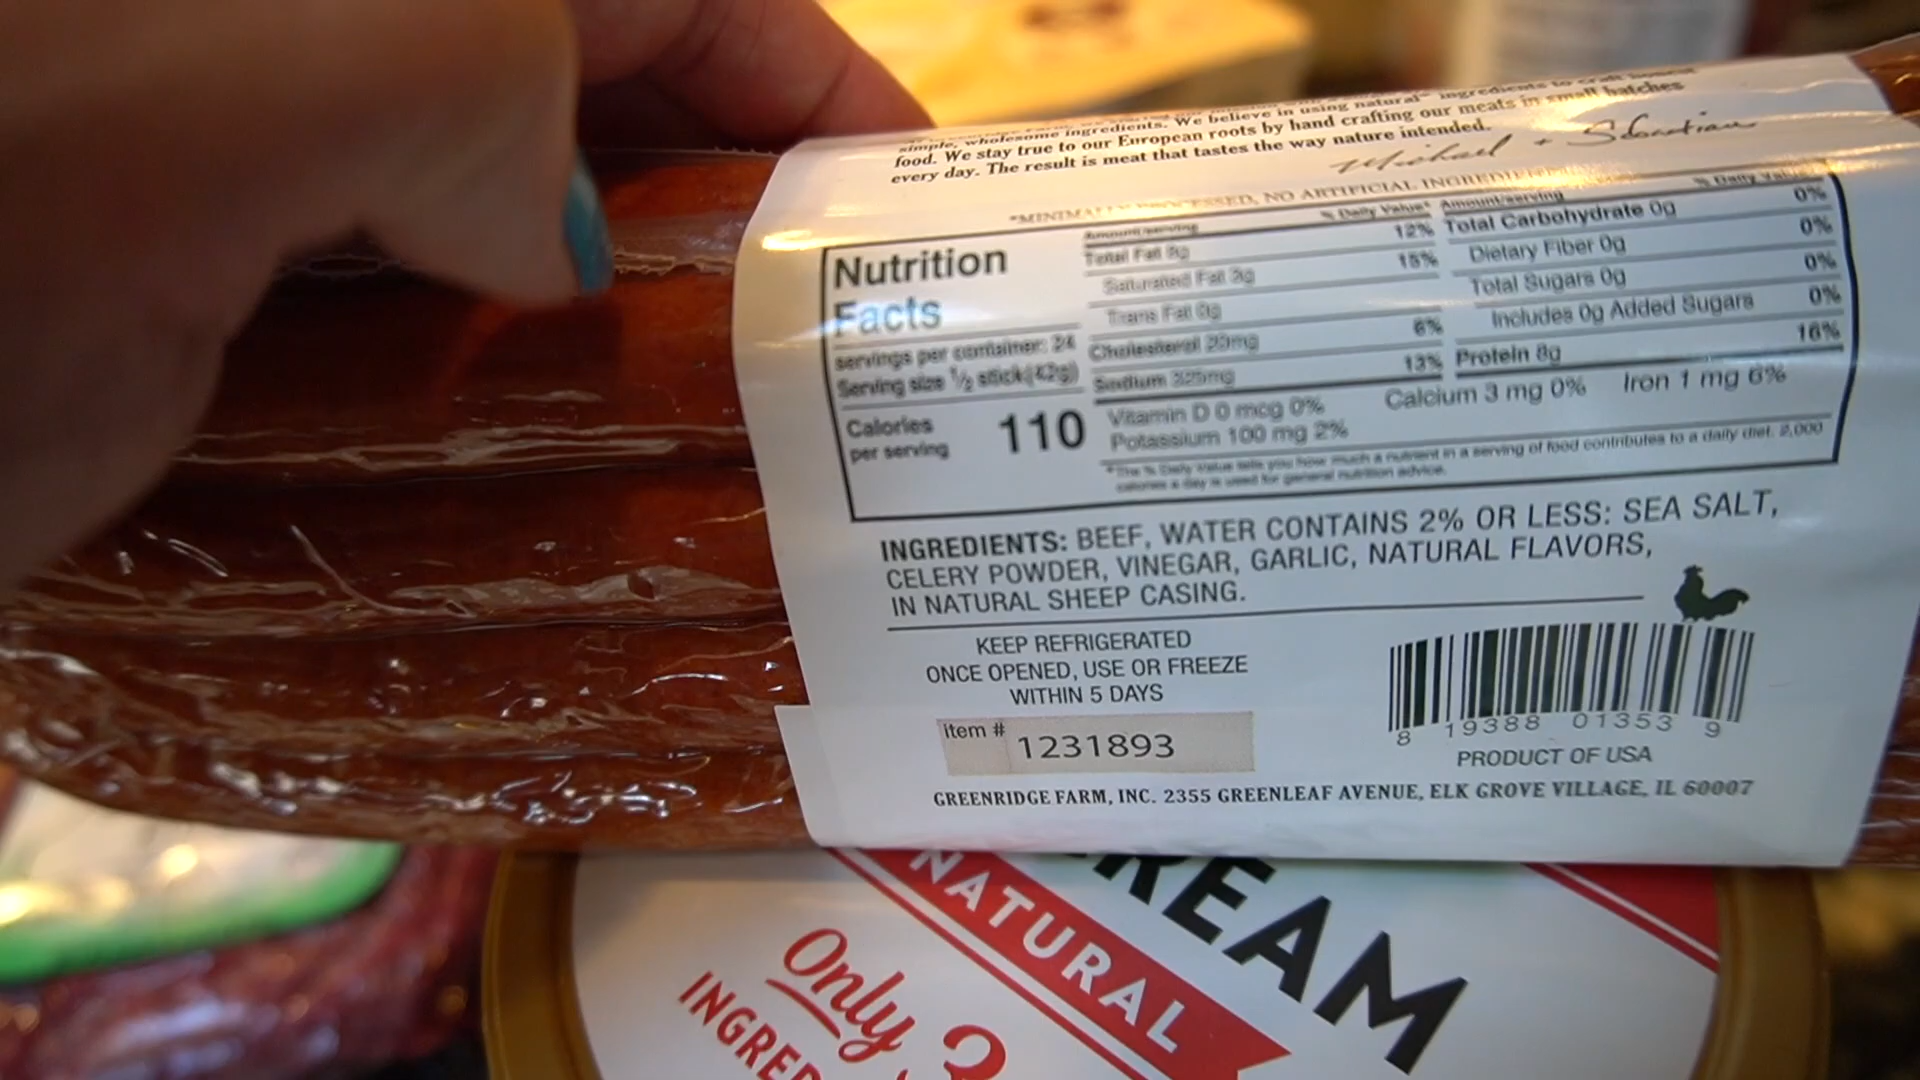 simple, wholesome ingredients. We believe in using natural* ingredients to craft honest
food. We stay true to our European roots by hand crafting our meats in small batches
every day. The result is meat that tastes the way nature intended.
Michael + Sebastian
*MINIMALLY PROCESSED, NO ARTIFICIAL INGREDIENTS
Nutrition
Facts
servings per container: 24
Serving size ½ stick(42g)
Calories
per serving
110
Amount/serving % Daily Value*
Total Fat 9g 12%
Saturated Fat 3g 15%
Trans Fat 0g
Cholesterol 20mg 6%
Sodium 325mg 13%
Amount/serving % Daily Value*
Total Carbohydrate 0g 0%
Dietary Fiber 0g 0%
Total Sugars 0g 0%
Includes 0g Added Sugars 0%
Protein 8g 16%
Vitamin D 0 mcg 0% Calcium 3 mg 0% Iron 1 mg 6%
Potassium 100 mg 2%
*The % Daily Value tells you how much a nutrient in a serving of food contributes to a daily diet. 2,000
calories a day is used for general nutrition advice.
INGREDIENTS: BEEF, WATER CONTAINS 2% OR LESS: SEA SALT,
CELERY POWDER, VINEGAR, GARLIC, NATURAL FLAVORS,
IN NATURAL SHEEP CASING.
KEEP REFRIGERATED
ONCE OPENED, USE OR FREEZE
WITHIN 5 DAYS
item # 1231893
8 19388 01353 9
PRODUCT OF USA
GREENRIDGE FARM, INC. 2355 GREENLEAF AVENUE, ELK GROVE VILLAGE, IL 60007
REAM
NATURAL
Only 3
INGRED